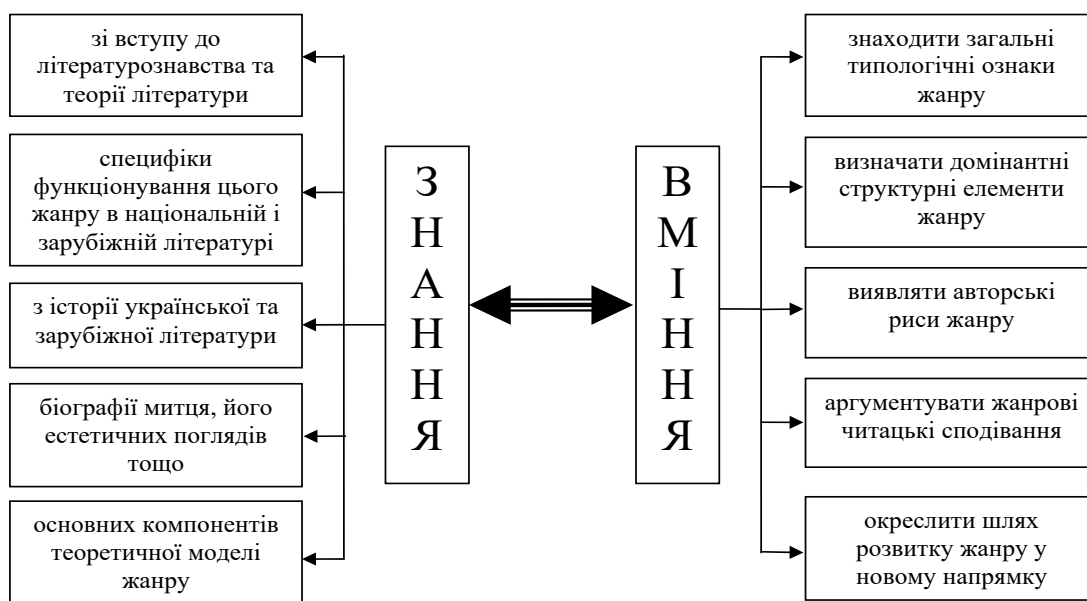 зі вступу до
літературознавства та
теорії літератури
специфіки
функціонування цього
жанру в національній і
зарубіжній літературі
з історії української та
зарубіжної літератури
біографії митця, його
естетичних поглядів
тощо
основних компонентів
теоретичної моделі
жанру
З
Н
А
Н
Н
Я
В
М
І
Н
Н
Я
знаходити загальні
типологічні ознаки
жанру
визначати домінантні
структурні елементи
жанру
виявляти авторські
риси жанру
аргументувати жанрові
читацькі сподівання
окреслити шлях
розвитку жанру у
новому напрямку